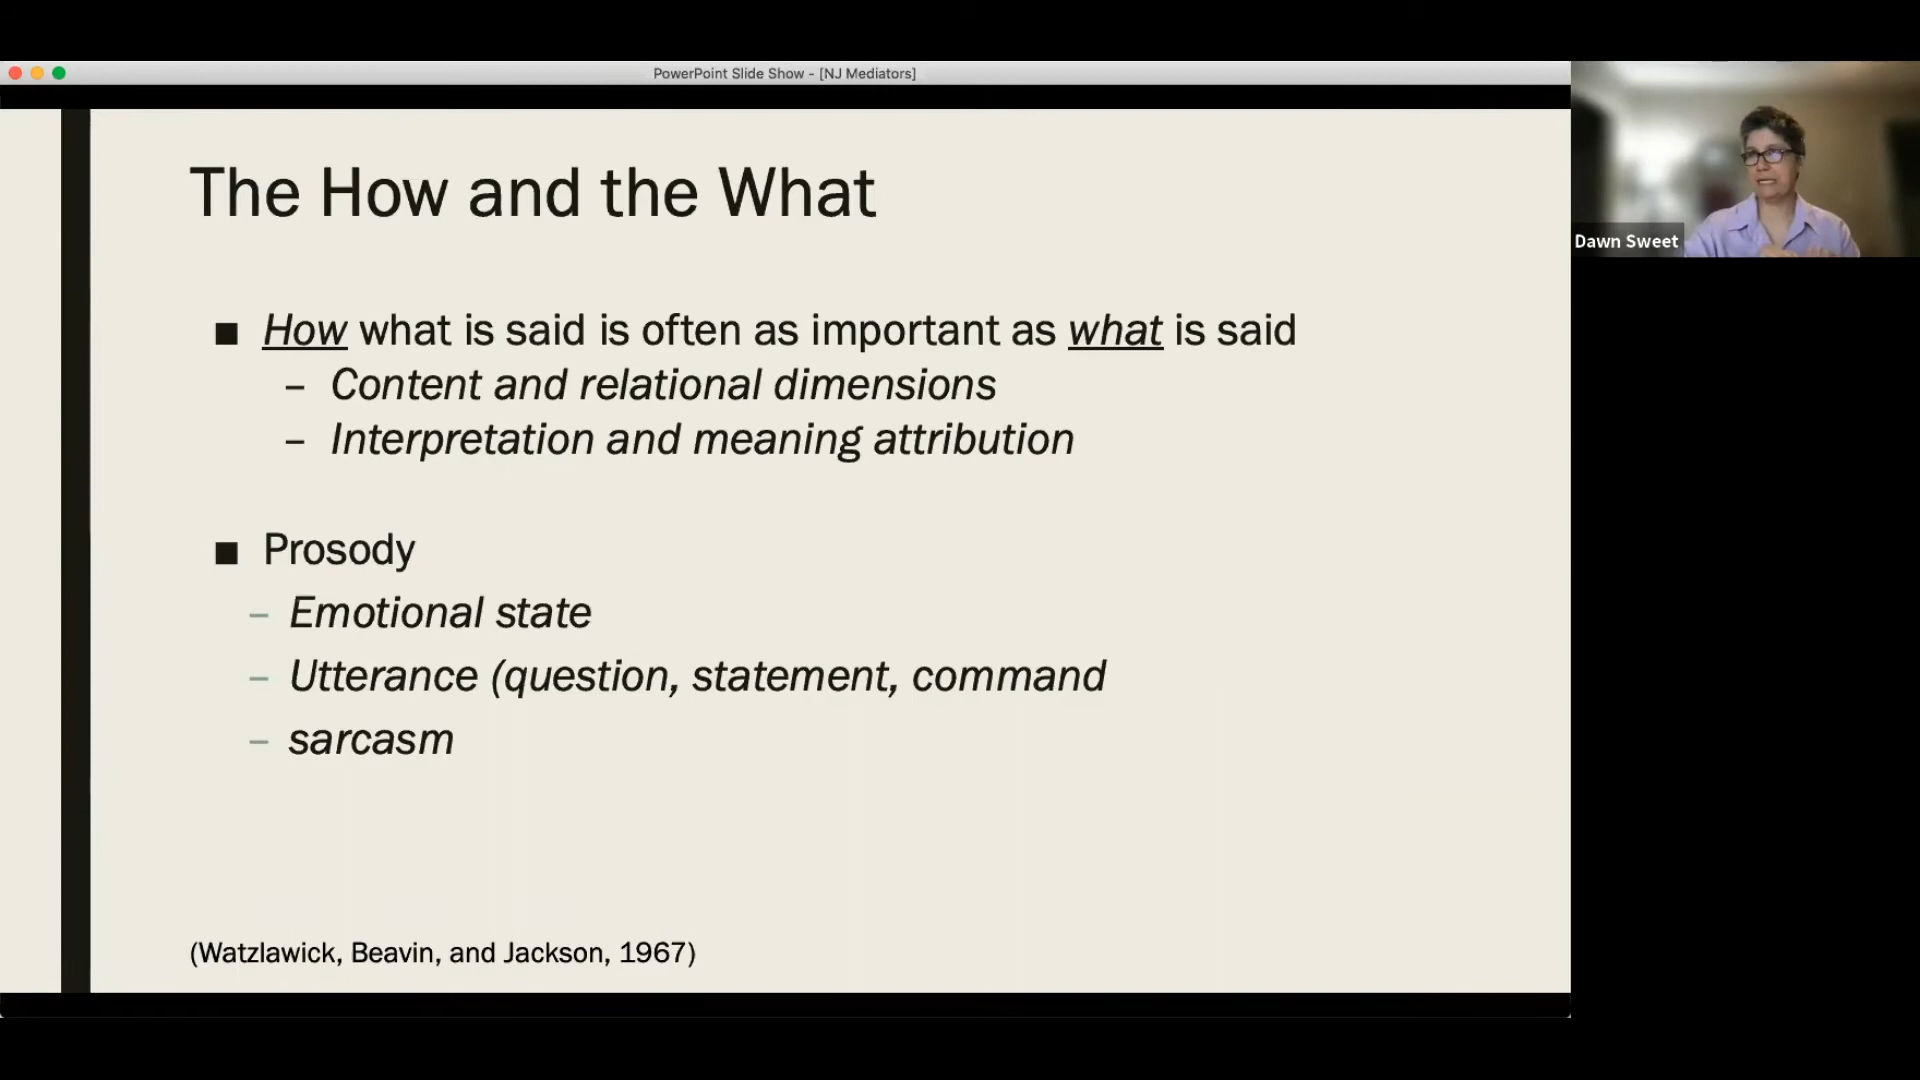 PowerPoint Slide Show - [NJ Mediators]
The How and the What
■ How what is said is often as important as what is said
– Content and relational dimensions
– Interpretation and meaning attribution
■ Prosody
– Emotional state
– Utterance (question, statement, command
– sarcasm
(Watzlawick, Beavin, and Jackson, 1967)
Dawn Sweet